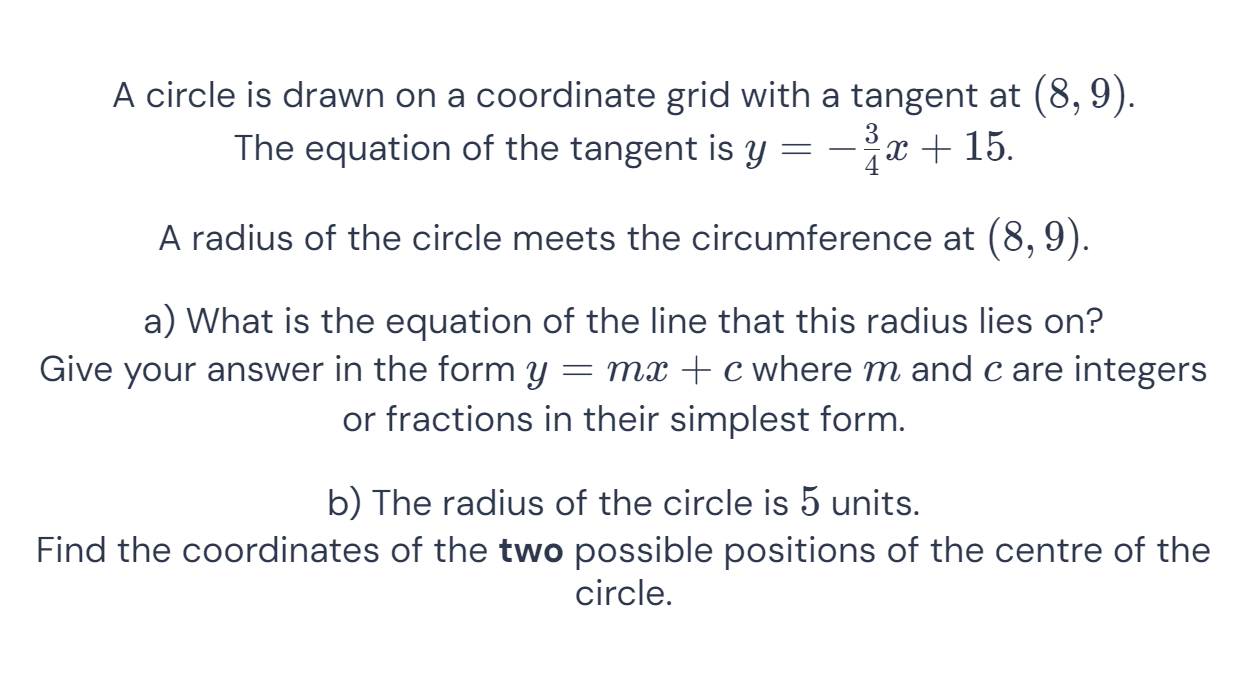 A circle is drawn on a coordinate grid with a tangent at (8, 9).
The equation of the tangent is y = −3/4x + 15.
A radius of the circle meets the circumference at (8, 9).
a) What is the equation of the line that this radius lies on?
Give your answer in the form y = mx + c where m and c are integers
or fractions in their simplest form.
b) The radius of the circle is 5 units.
Find the coordinates of the two possible positions of the centre of the
circle.